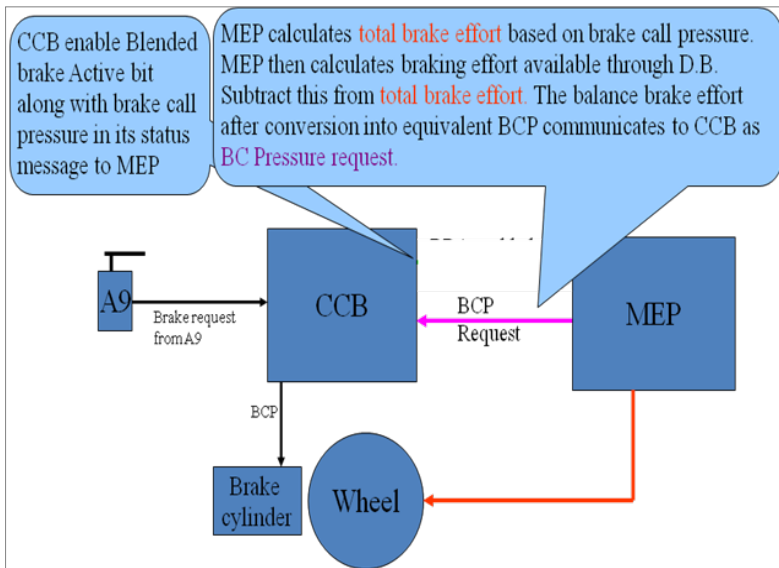 CCB enable Blended
brake Active bit
along with brake call
pressure in its status
message to MEP
MEP calculates total brake effort based on brake call pressure.
MEP then calculates braking effort available through D.B.
Subtract this from total brake effort. The balance brake effort
after conversion into equivalent BCP communicates to CCB as
BC Pressure request.
A9
Brake request
from A9
CCB
BCP
Request
MEP
BCP
Brake
cylinder
Wheel